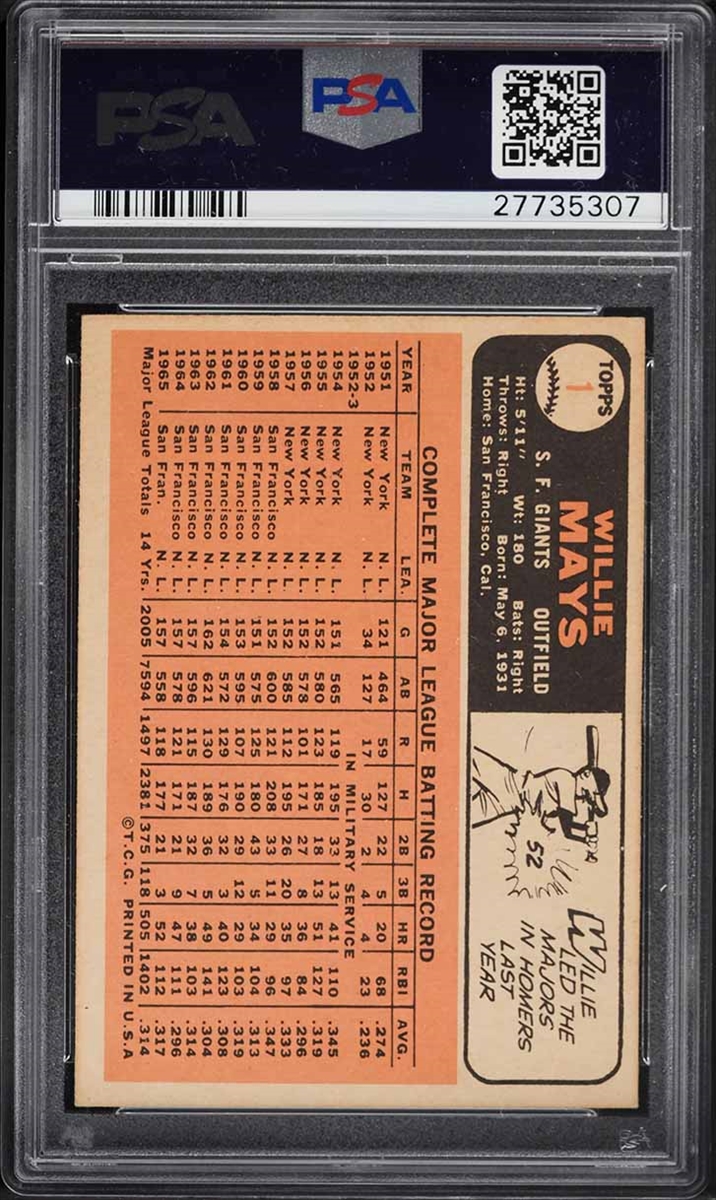 PSA
PSA
27735307
TOPPS
1
WILLIE
MAYS
S. F. GIANTS OUTFIELD
Ht: 5'11" Wt: 180 Bats: Right
Throws: Right Born: May 6, 1931
Home: San Francisco, Cal.
52
WILLIE
LED THE
MAJORS
IN HOMERS
LAST
YEAR
COMPLETE MAJOR LEAGUE BATTING RECORD
YEAR TEAM LEA. G AB R H 2B 3B HR RBI AVG.
1951 New York N. L. 121 464 59 127 22 5 20 68 .274
1952 New York N. L. 34 127 17 30 2 4 4 23 .236
1952-3 IN MILITARY SERVICE
1954 New York N. L. 151 565 119 195 33 13 41 110 .345
1955 New York N. L. 152 580 123 185 18 13 51 127 .319
1956 New York N. L. 152 578 101 171 27 8 36 84 .296
1957 New York N. L. 152 585 112 195 26 20 35 97 .333
1958 San Francisco N. L. 152 600 121 208 33 11 29 96 .347
1959 San Francisco N. L. 151 575 125 180 43 5 34 104 .313
1960 San Francisco N. L. 153 595 107 190 29 12 29 103 .319
1961 San Francisco N. L. 154 572 129 176 32 3 40 123 .308
1962 San Francisco N. L. 162 621 130 189 36 5 49 141 .304
1963 San Francisco N. L. 157 596 115 187 32 7 38 103 .314
1964 San Francisco N. L. 157 578 121 171 21 9 47 111 .296
1965 San Fran. N. L. 157 558 118 177 21 3 52 112 .317
Major League Totals 14 Yrs. 2005 7594 1497 2381 375 118 505 1402 .314
©T.C.G. PRINTED IN U.S.A